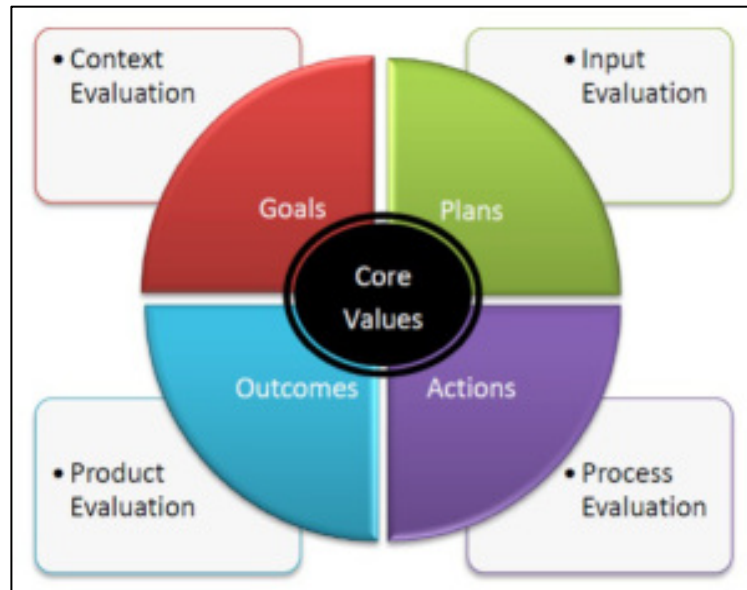 • Context
Evaluation
• Input
Evaluation
Goals
Plans
Core
Values
Outcomes
Actions
• Product
Evaluation
• Process
Evaluation